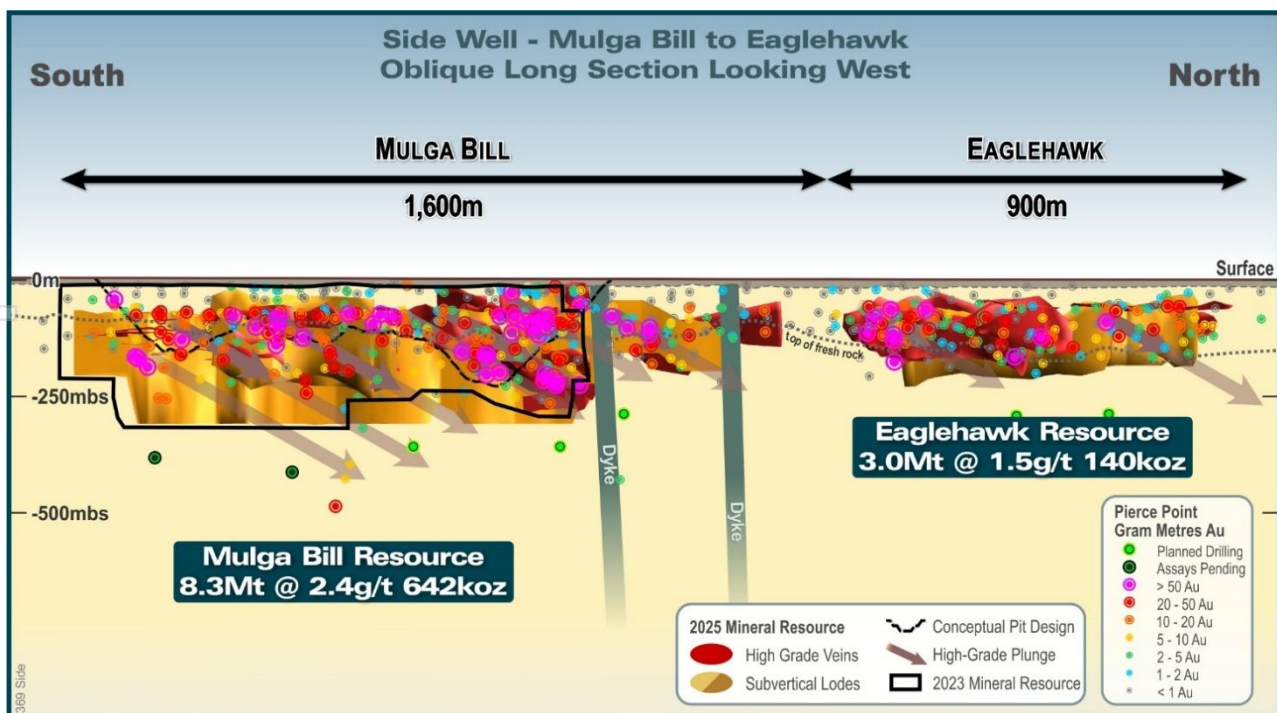 Side Well - Mulga Bill to Eaglehawk
Oblique Long Section Looking West
South
North
MULGA BILL
EAGLEHAWK
1,600m
900m
Surface
0m
top of fresh rock
-250mbs
Eaglehawk Resource
3.0Mt @ 1.5g/t 140koz
Dyke
Dyke
-500mbs
Mulga Bill Resource
8.3Mt @ 2.4g/t 642koz
Pierce Point
Gram Metres Au
Planned Drilling
Assays Pending
> 50 Au
20 - 50 Au
10 - 20 Au
5 - 10 Au
2 - 5 Au
1 - 2 Au
< 1 Au
2025 Mineral Resource
High Grade Veins
Subvertical Lodes
Conceptual Pit Design
High-Grade Plunge
2023 Mineral Resource
369 Side